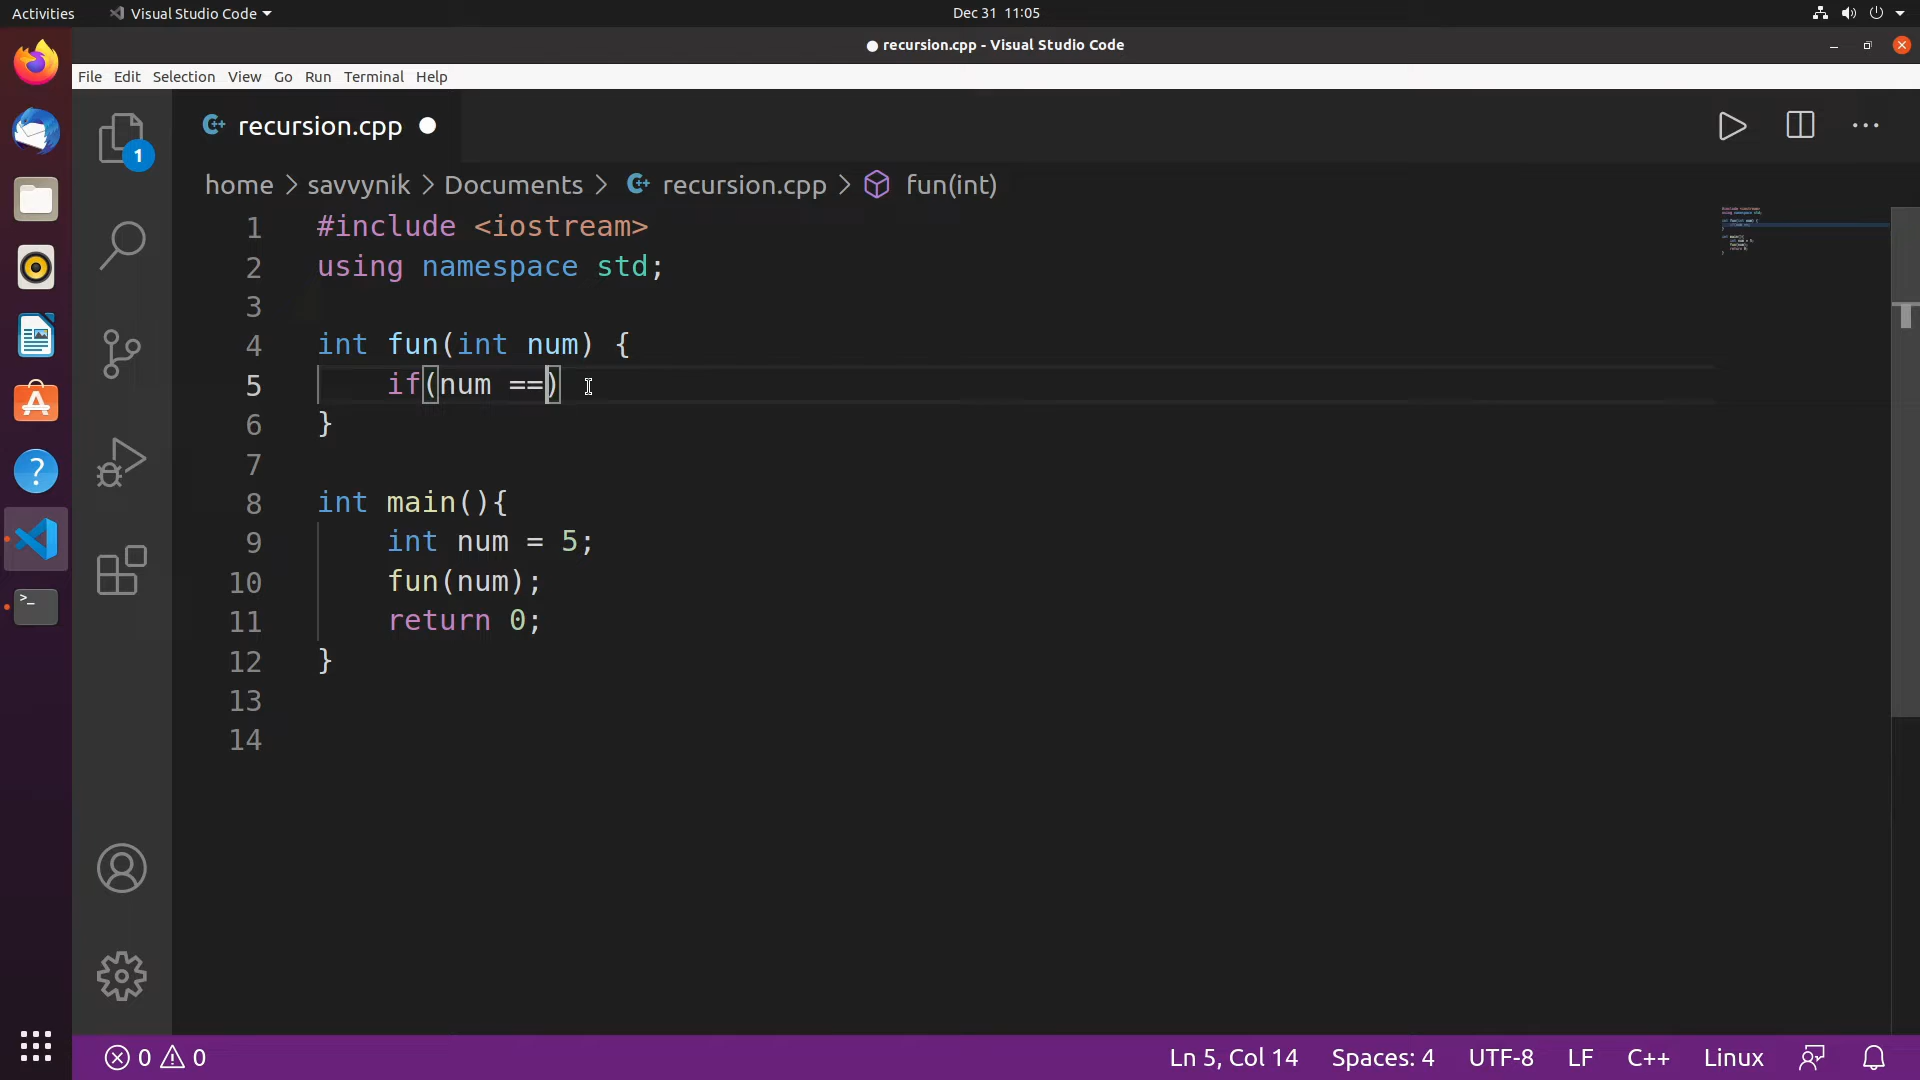 Activities Visual Studio Code Dec 31 11:05
● recursion.cpp - Visual Studio Code
File Edit Selection View Go Run Terminal Help
recursion.cpp
1
home > savvynik > Documents > recursion.cpp > fun(int)
1 #include <iostream>
2 using namespace std;
3
4 int fun(int num) {
5 if(num ==)
6 }
7
8 int main(){
9 int num = 5;
10 fun(num);
11 return 0;
12 }
13
14
0 0 Ln 5, Col 14 Spaces: 4 UTF-8 LF C++ Linux